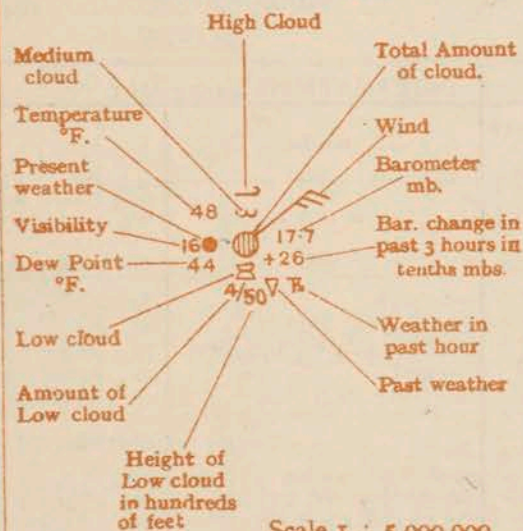 High Cloud
Medium
cloud
Total Amount
of cloud.
Temperature
°F.
Wind
Present
weather
Barometer
mb.
48
Visibility
16
17·7
Bar. change in
past 3 hours in
tenths mbs.
Dew Point
°F.
44
+26
4/50
Low cloud
Weather in
past hour
Amount of
Low cloud
Past weather
Height of
Low cloud
in hundreds
of feet
Scale 1 : 5,000,000